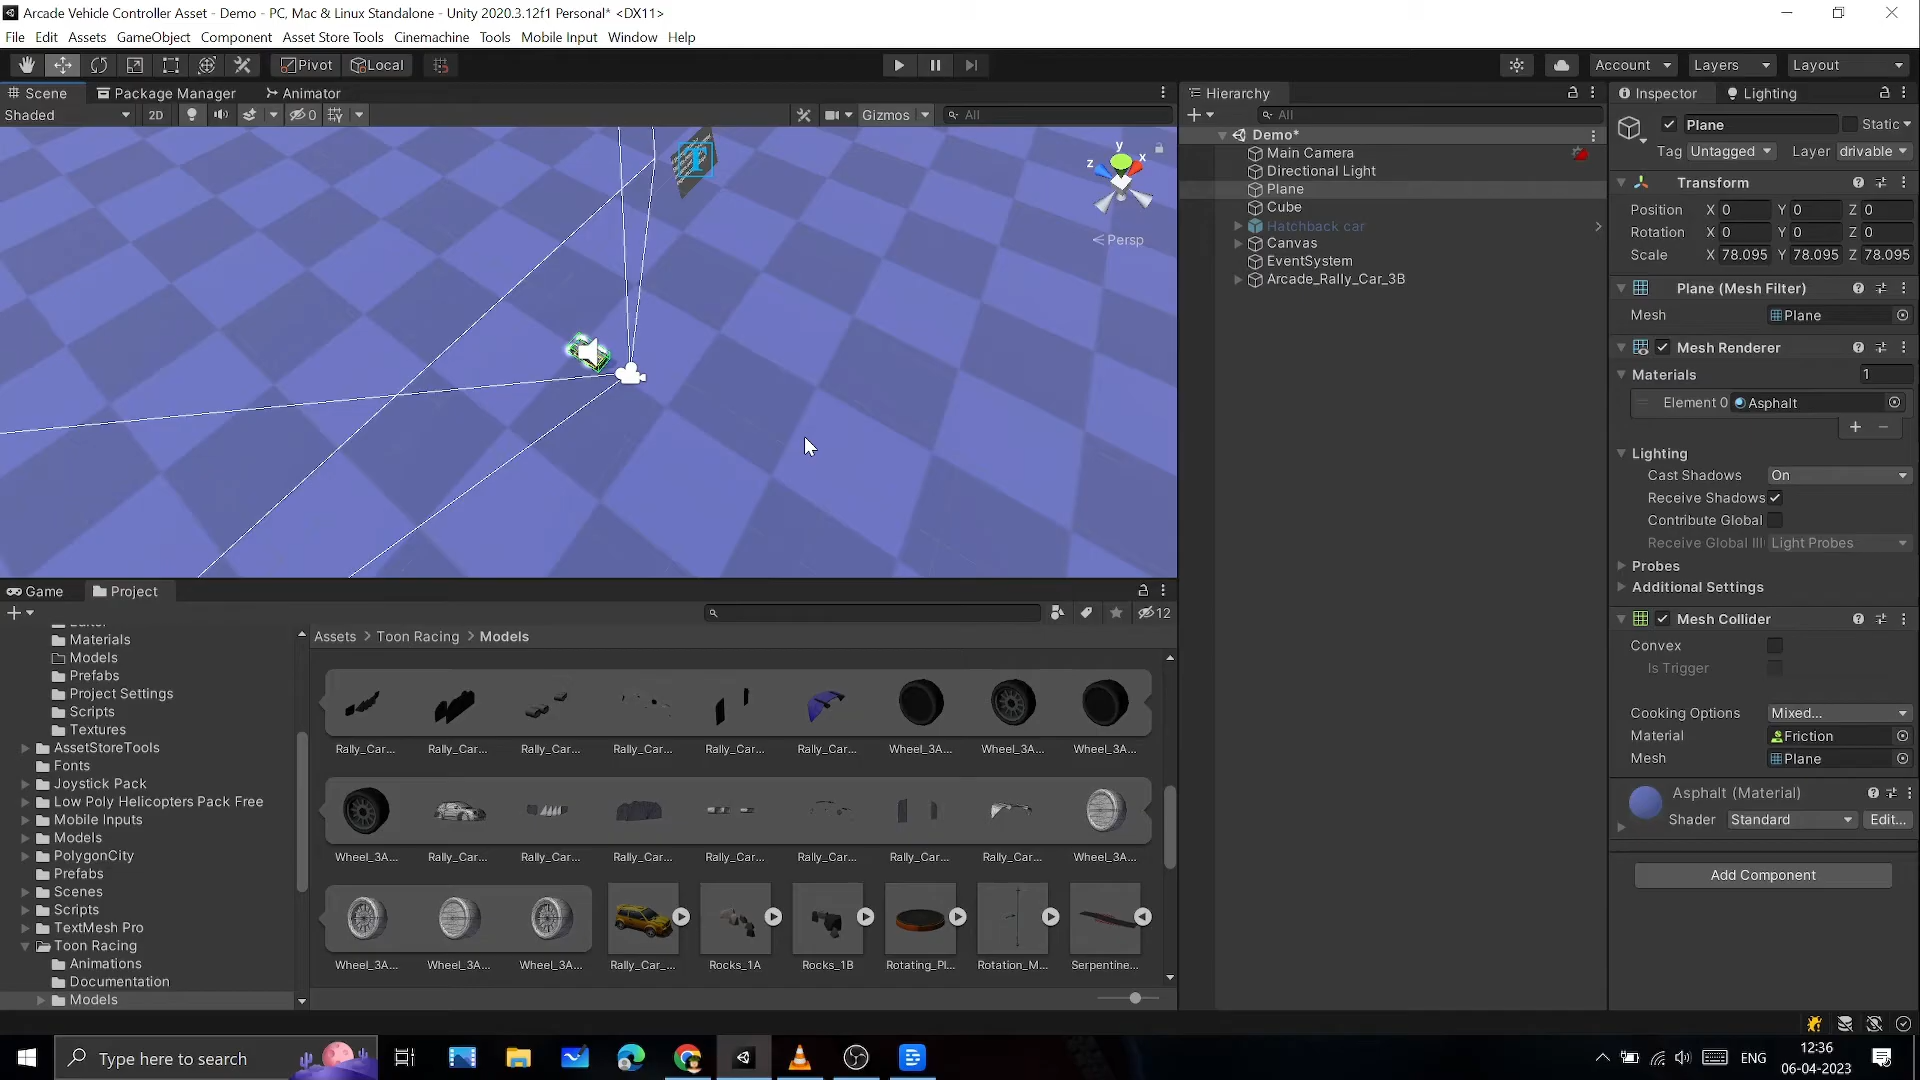 Arcade Vehicle Controller Asset - Demo - PC, Mac & Linux Standalone - Unity 2020.3.12f1 Personal* <DX11>
File Edit Assets GameObject Component Asset Store Tools Cinemachine Tools Mobile Input Window Help
Pivot Local Account Layers Layout
Scene Package Manager Animator
Shaded 2D 0 Gizmos All
y
x
z
Persp
Hierarchy
All
Demo*
Main Camera
Directional Light
Plane
Cube
Hatchback car
Canvas
EventSystem
Arcade_Rally_Car_3B
Inspector Lighting
Plane Static
Tag Untagged Layer drivable
Transform
Position X 0 Y 0 Z 0
Rotation X 0 Y 0 Z 0
Scale X 78.095 Y 78.095 Z 78.095
Plane (Mesh Filter)
Mesh Plane
Mesh Renderer
Materials 1
Element 0 Asphalt
Lighting
Cast Shadows On
Receive Shadows
Contribute Global
Receive Global Ill Light Probes
Probes
Additional Settings
Mesh Collider
Convex
Is Trigger
Cooking Options Mixed...
Material Friction
Mesh Plane
Asphalt (Material)
Shader Standard Edit...
Add Component
Game Project
12
Materials
Models
Prefabs
Project Settings
Scripts
Textures
AssetStoreTools
Fonts
Joystick Pack
Low Poly Helicopters Pack Free
Mobile Inputs
Models
PolygonCity
Prefabs
Scenes
Scripts
TextMesh Pro
Toon Racing
Animations
Documentation
Models
Assets > Toon Racing > Models
Rally_Car... Rally_Car... Rally_Car... Rally_Car... Rally_Car... Rally_Car... Wheel_3A... Wheel_3A... Wheel_3A...
Wheel_3A... Rally_Car... Rally_Car... Rally_Car... Rally_Car... Rally_Car... Rally_Car... Rally_Car... Wheel_3A...
Wheel_3A... Wheel_3A... Wheel_3A... Rally_Car_... Rocks_1A Rocks_1B Rotating_Pl... Rotation_M... Serpentine...
Type here to search
ENG
12:36
06-04-2023